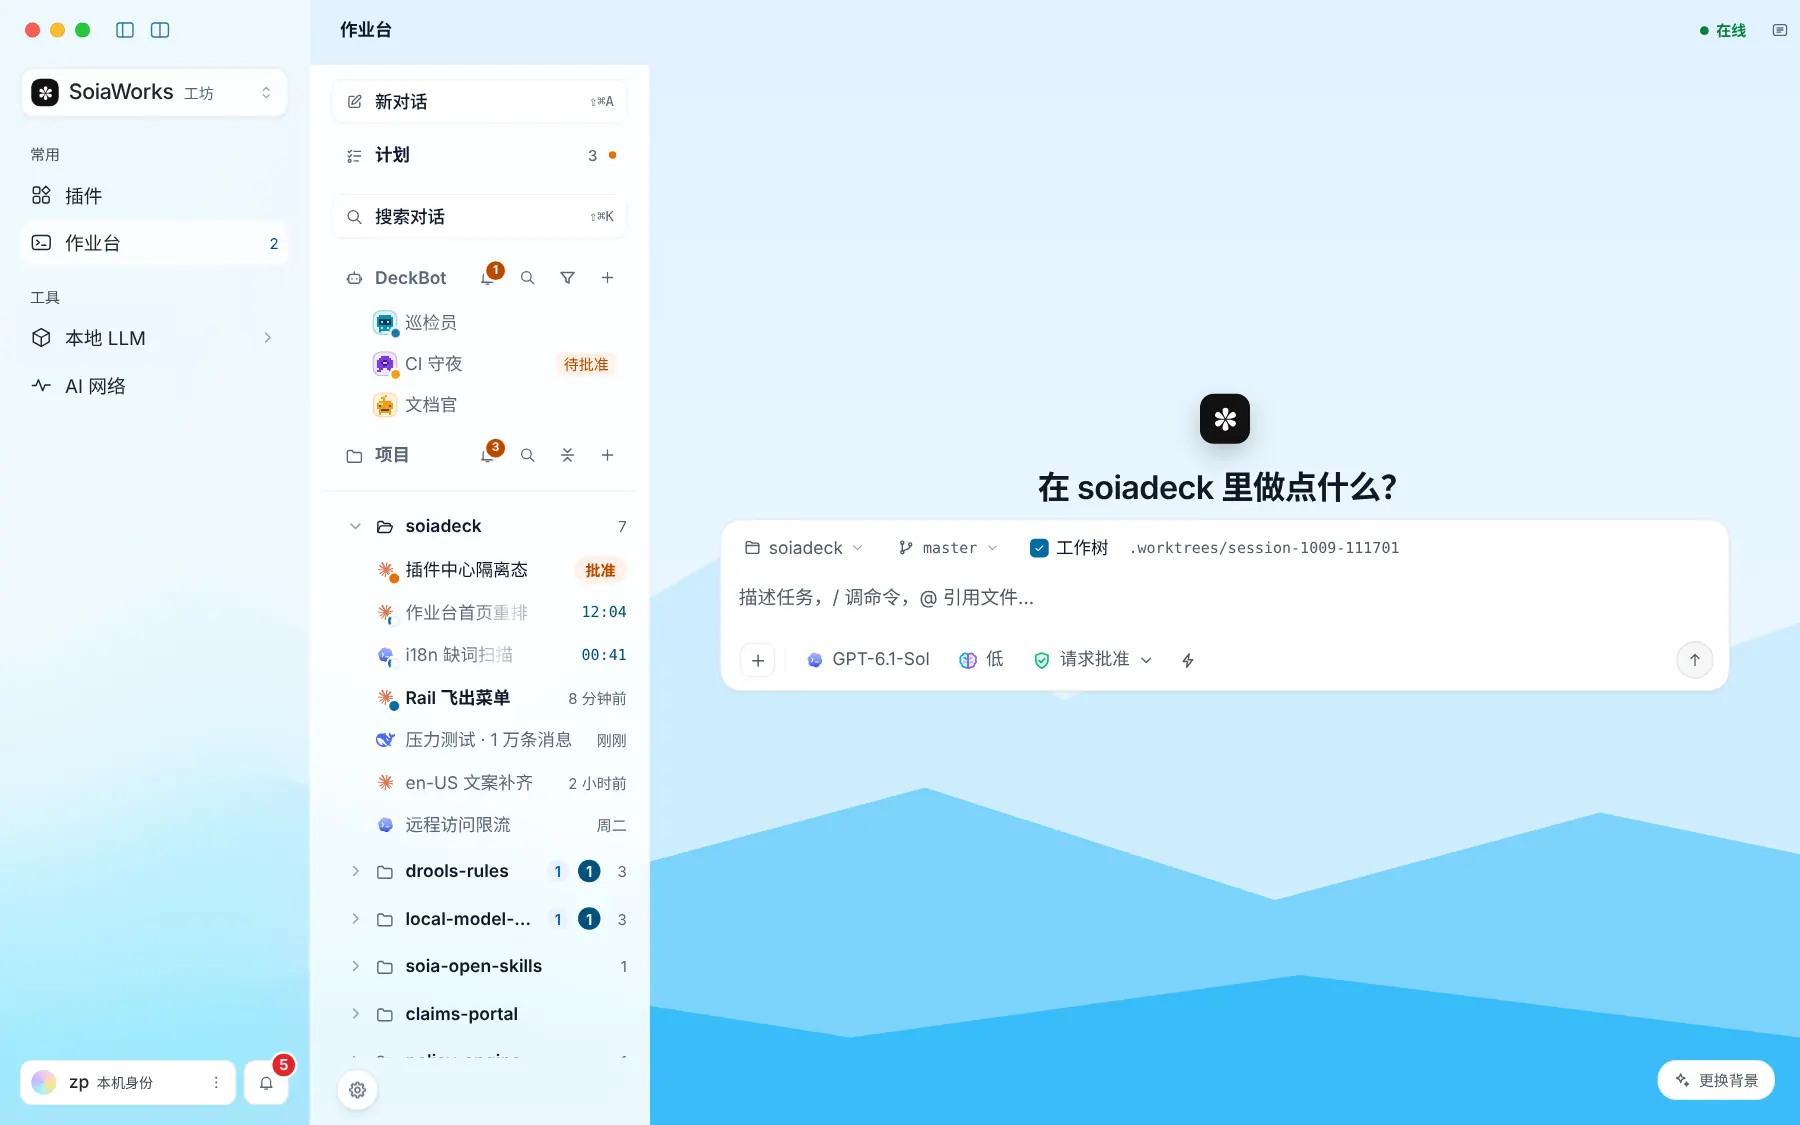 作业台
在线
SoiaWorks 工坊
常用
插件
作业台 2
工具
本地 LLM
AI 网络
zp 本机身份
5
新对话 ⇧⌘A
计划 3
搜索对话 ⇧⌘K
DeckBot 1
巡检员
CI 守夜 待批准
文档官
项目 3
soiadeck 7
插件中心隔离态 批准
作业台首页重排 12:04
i18n 缺词扫描 00:41
Rail 飞出菜单 8 分钟前
压力测试 · 1 万条消息 刚刚
en-US 文案补齐 2 小时前
远程访问限流 周二
drools-rules 1 1 3
local-model-... 1 1 3
soia-open-skills 1
claims-portal
在 soiadeck 里做点什么？
soiadeck master 工作树 .worktrees/session-1009-111701
描述任务，/ 调命令，@ 引用文件...
GPT-6.1-Sol 低 请求批准
更换背景